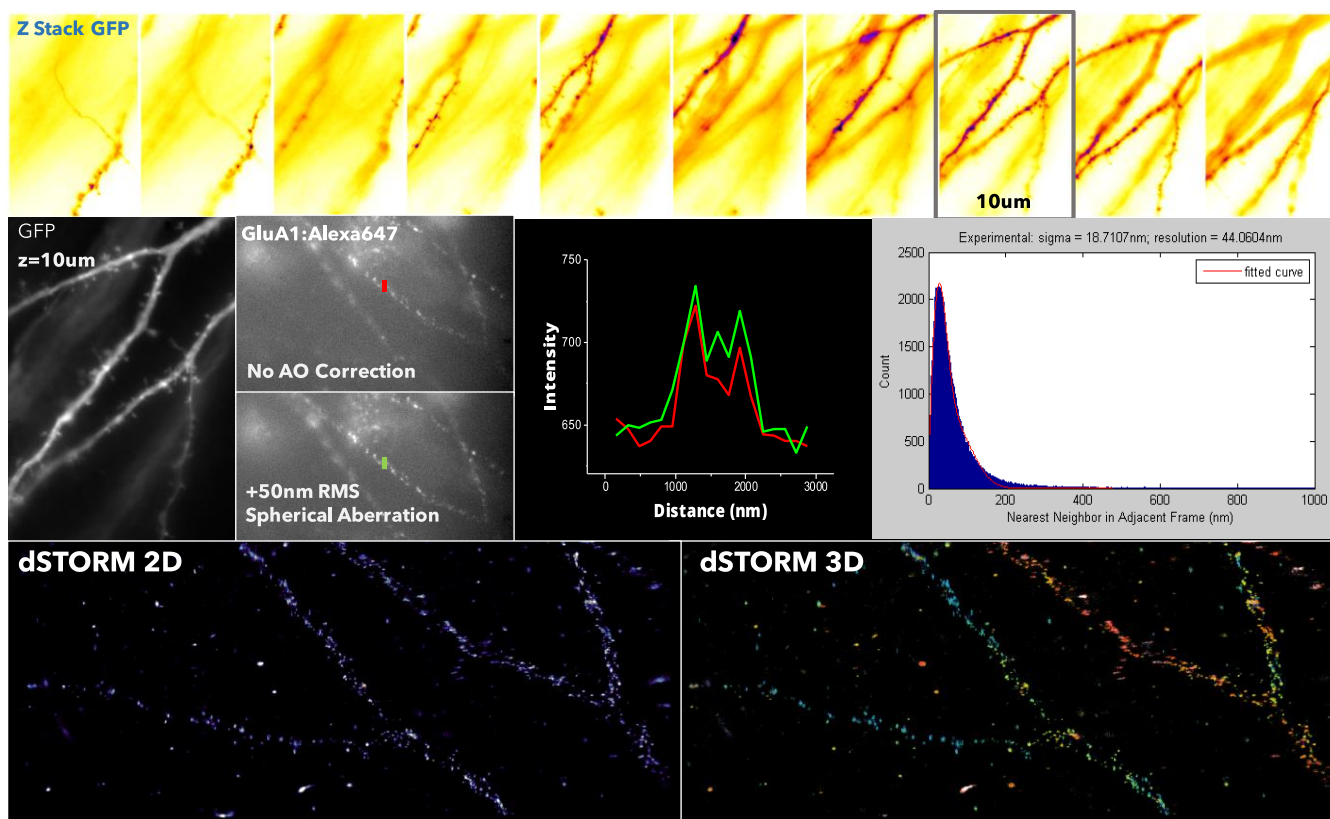 Z Stack GFP
10um
GFP
z=10um
GluA1:Alexa647
No AO Correction
+50nm RMS
Spherical Aberration
750
700
650
Intensity
0
1000
2000
3000
Distance (nm)
Experimental: sigma = 18.7107nm; resolution = 44.0604nm
fitted curve
2500
2000
1500
1000
500
0
Count
0
200
400
600
800
1000
Nearest Neighbor in Adjacent Frame (nm)
dSTORM 2D
dSTORM 3D